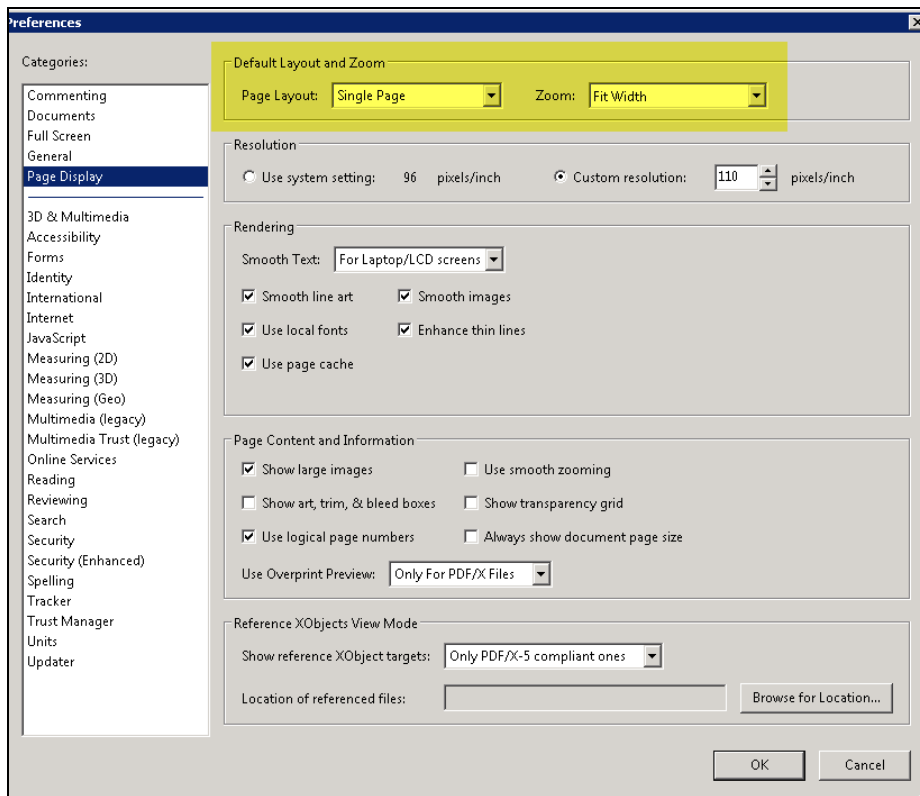 Preferences
Categories:
Commenting
Documents
Full Screen
General
Page Display
3D & Multimedia
Accessibility
Forms
Identity
International
Internet
JavaScript
Measuring (2D)
Measuring (3D)
Measuring (Geo)
Multimedia (legacy)
Multimedia Trust (legacy)
Online Services
Reading
Reviewing
Search
Security
Security (Enhanced)
Spelling
Tracker
Trust Manager
Units
Updater
Default Layout and Zoom
Page Layout: Single Page Zoom: Fit Width
Resolution
Use system setting: 96 pixels/inch Custom resolution: 110 pixels/inch
Rendering
Smooth Text: For Laptop/LCD screens
Smooth line art Smooth images
Use local fonts Enhance thin lines
Use page cache
Page Content and Information
Show large images Use smooth zooming
Show art, trim, & bleed boxes Show transparency grid
Use logical page numbers Always show document page size
Use Overprint Preview: Only For PDF/X Files
Reference XObjects View Mode
Show reference XObject targets: Only PDF/X-5 compliant ones
Location of referenced files: Browse for Location...
OK Cancel